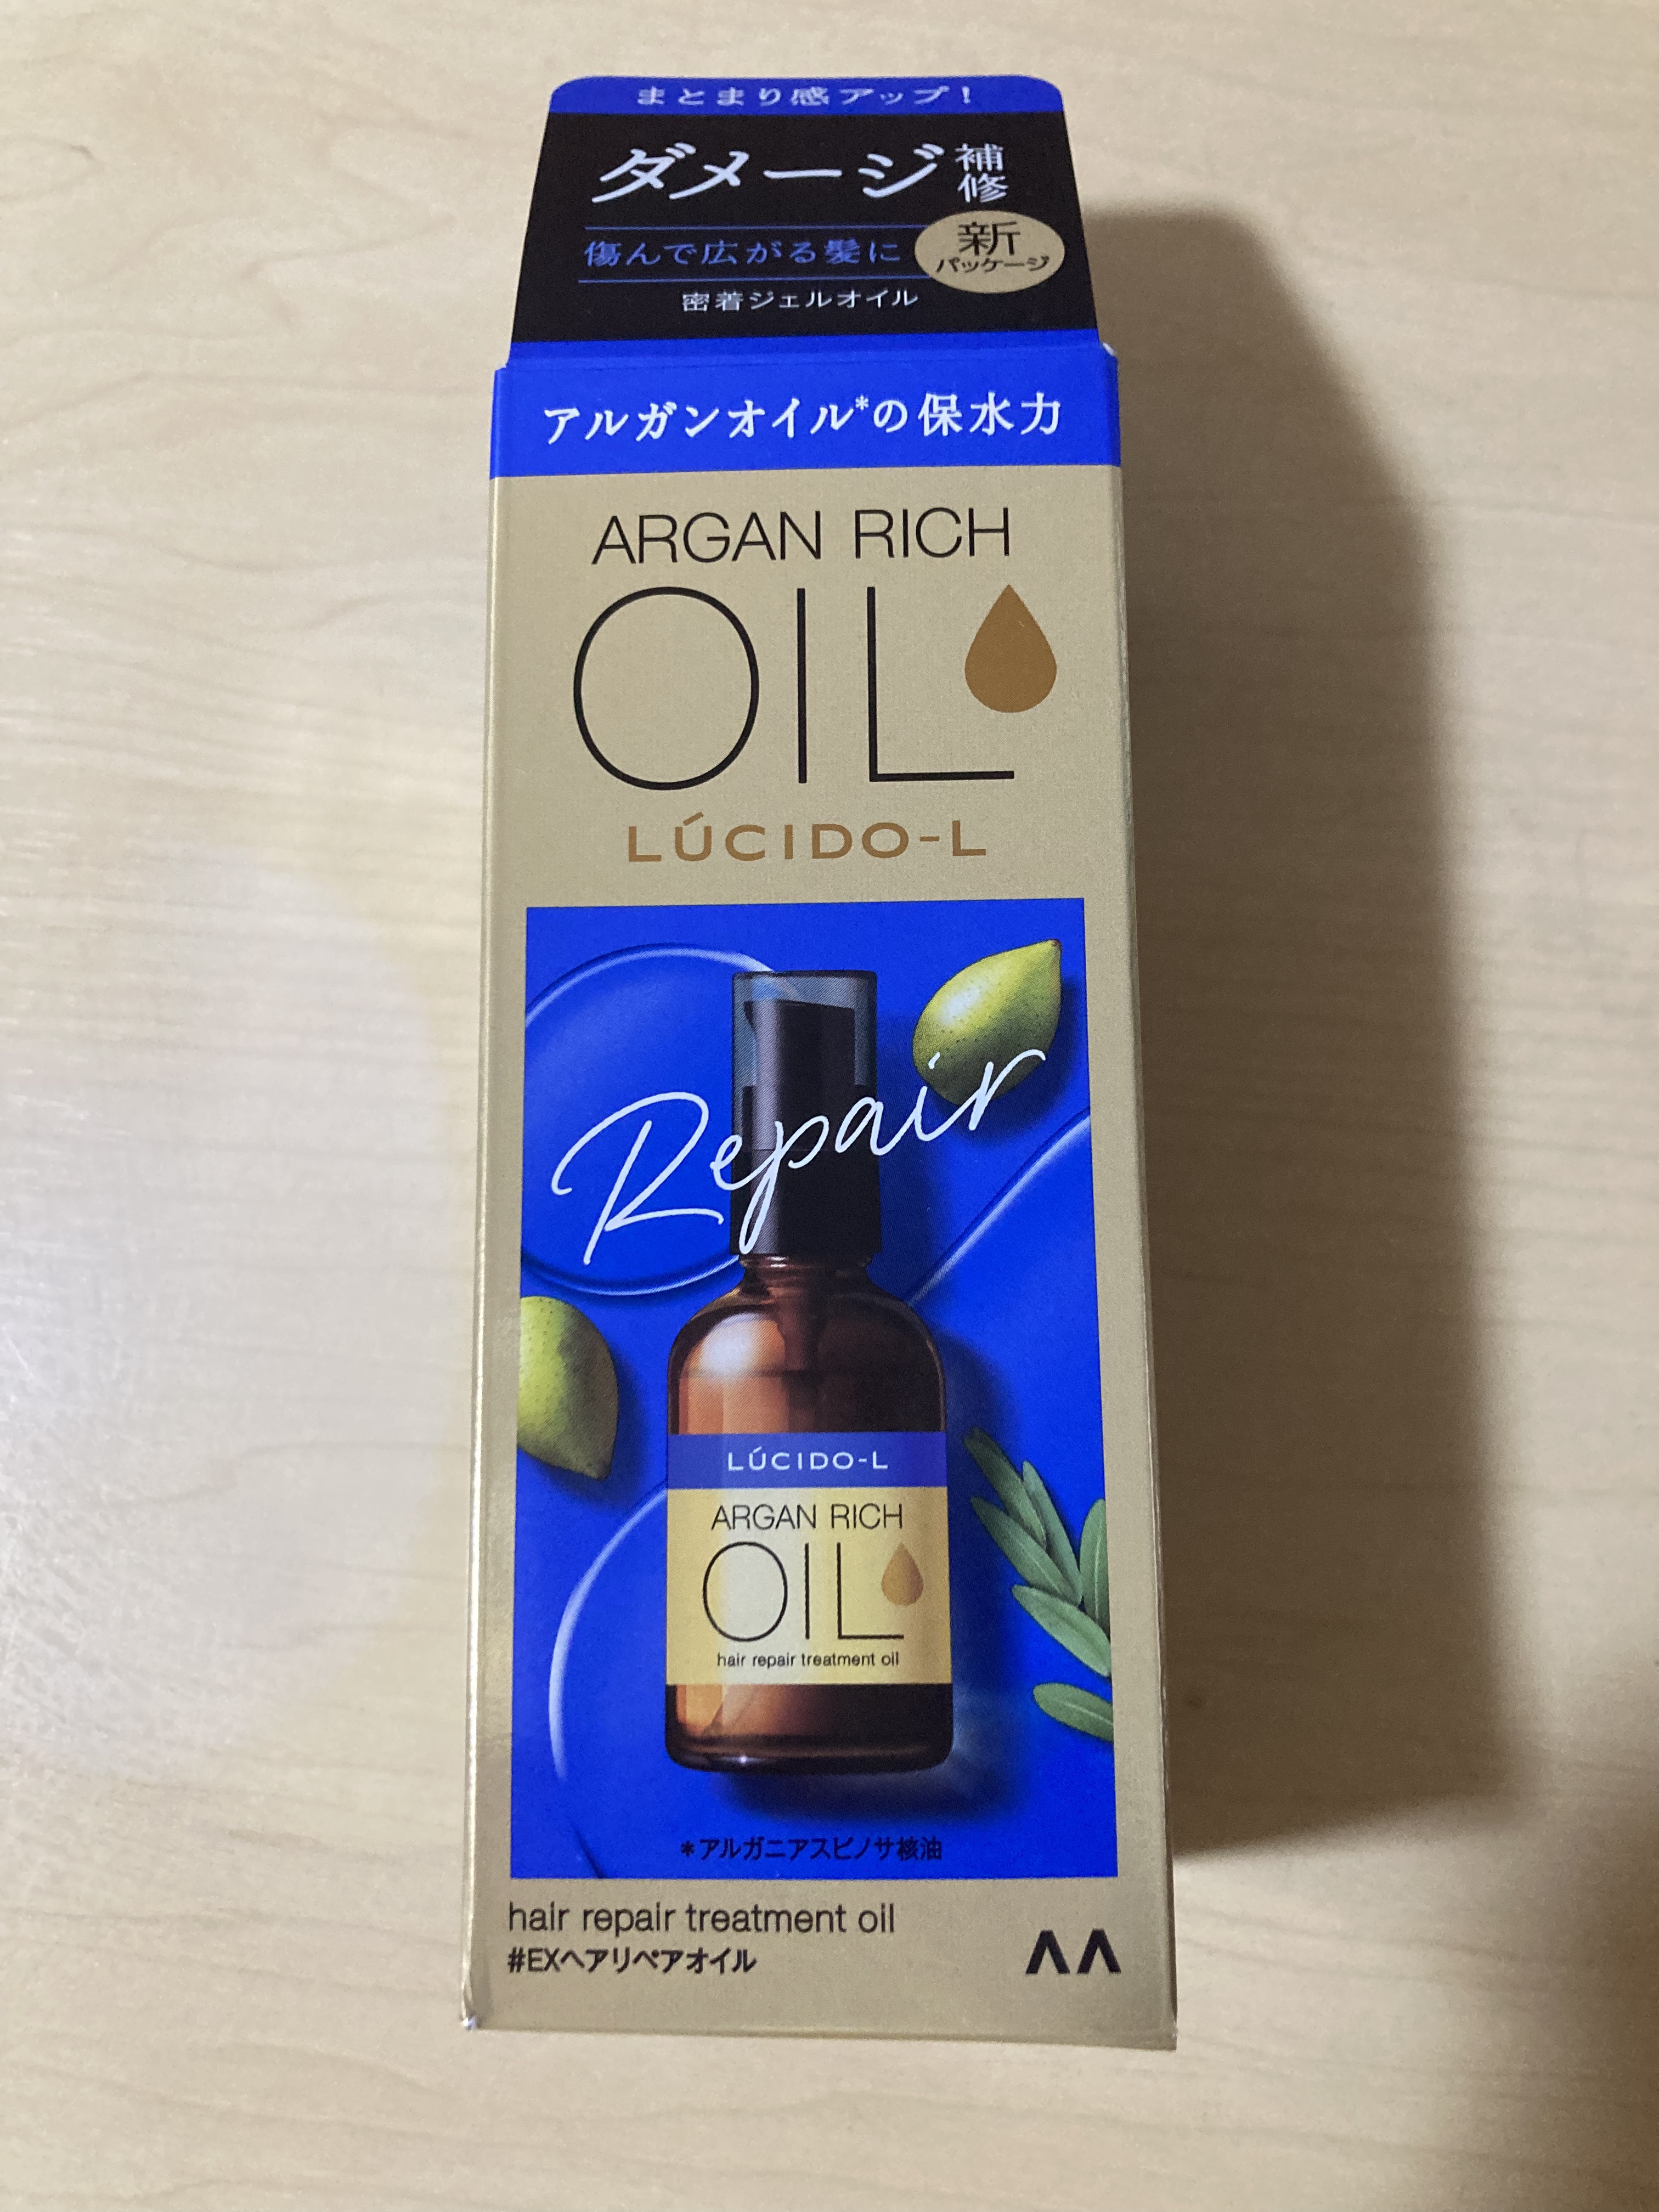 まとまり感アップ!
ダメージ補修
傷んで広がる髪に
新
パッケージ
密着ジェルオイル
アルガンオイル*の保水力
ARGAN RICH
OIL
LÚCIDO-L
Repair
LÚCIDO-L
ARGAN RICH
OIL
hair repair treatment oil
*アルガニアスピノサ核油
hair repair treatment oil
#EXヘアリペアオイル